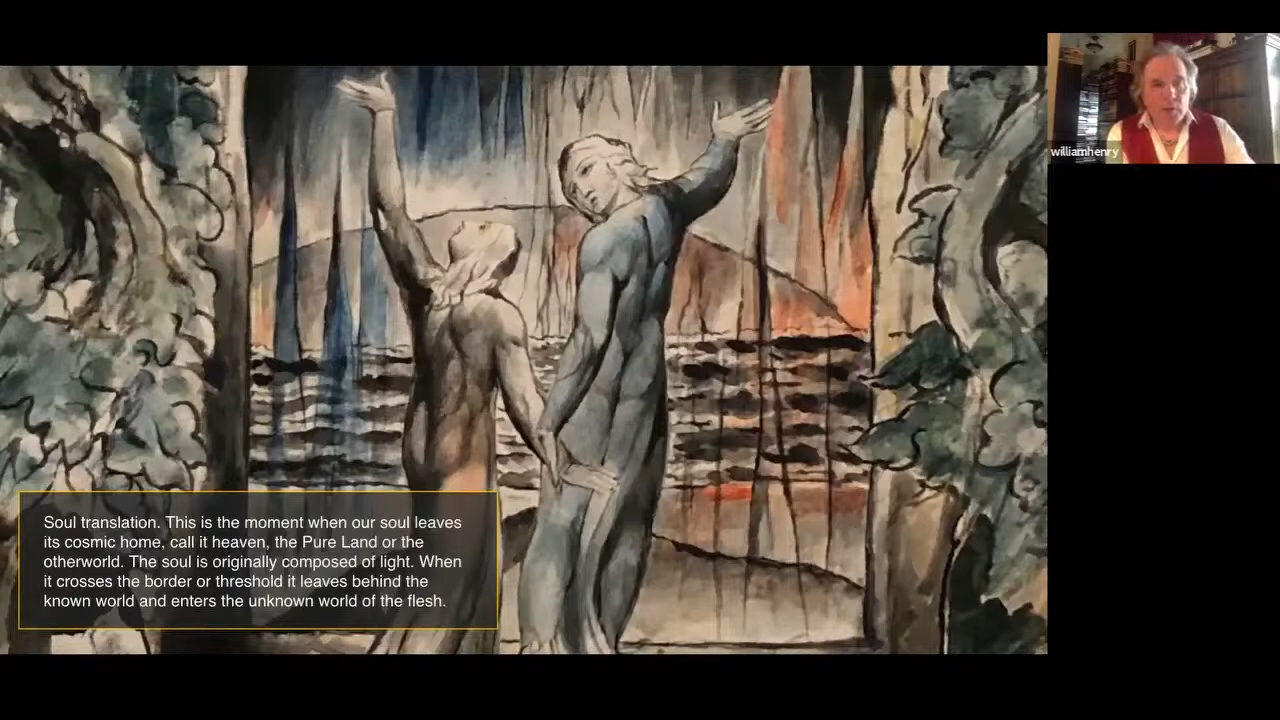 williamhenry
Soul translation. This is the moment when our soul leaves
its cosmic home, call it heaven, the Pure Land or the
otherworld. The soul is originally composed of light. When
it crosses the border or threshold it leaves behind the
known world and enters the unknown world of the flesh.